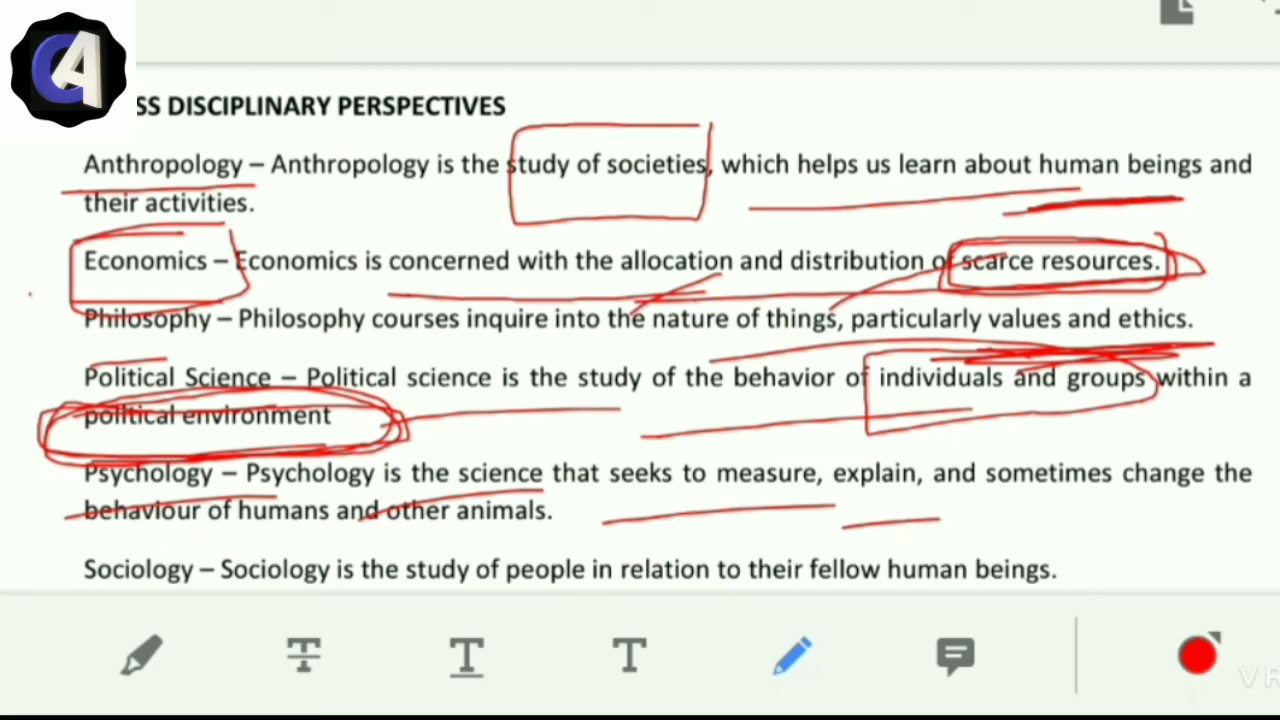 CA
SS DISCIPLINARY PERSPECTIVES
Anthropology – Anthropology is the study of societies, which helps us learn about human beings and
their activities.
Economics – Economics is concerned with the allocation and distribution of scarce resources.
Philosophy – Philosophy courses inquire into the nature of things, particularly values and ethics.
Political Science – Political science is the study of the behavior of individuals and groups within a
political environment
Psychology – Psychology is the science that seeks to measure, explain, and sometimes change the
behaviour of humans and other animals.
Sociology – Sociology is the study of people in relation to their fellow human beings.
T T T
VR